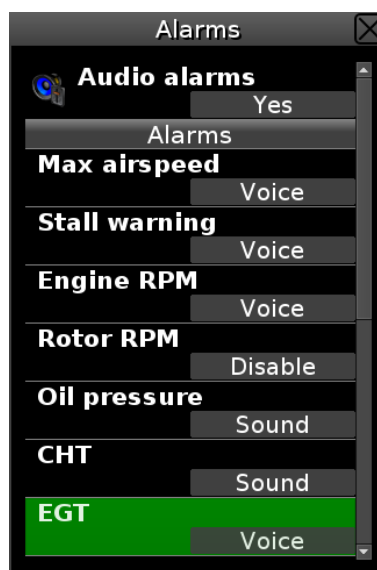 Alarms
Audio alarms
Yes
Alarms
Max airspeed
Voice
Stall warning
Voice
Engine RPM
Voice
Rotor RPM
Disable
Oil pressure
Sound
CHT
Sound
EGT
Voice